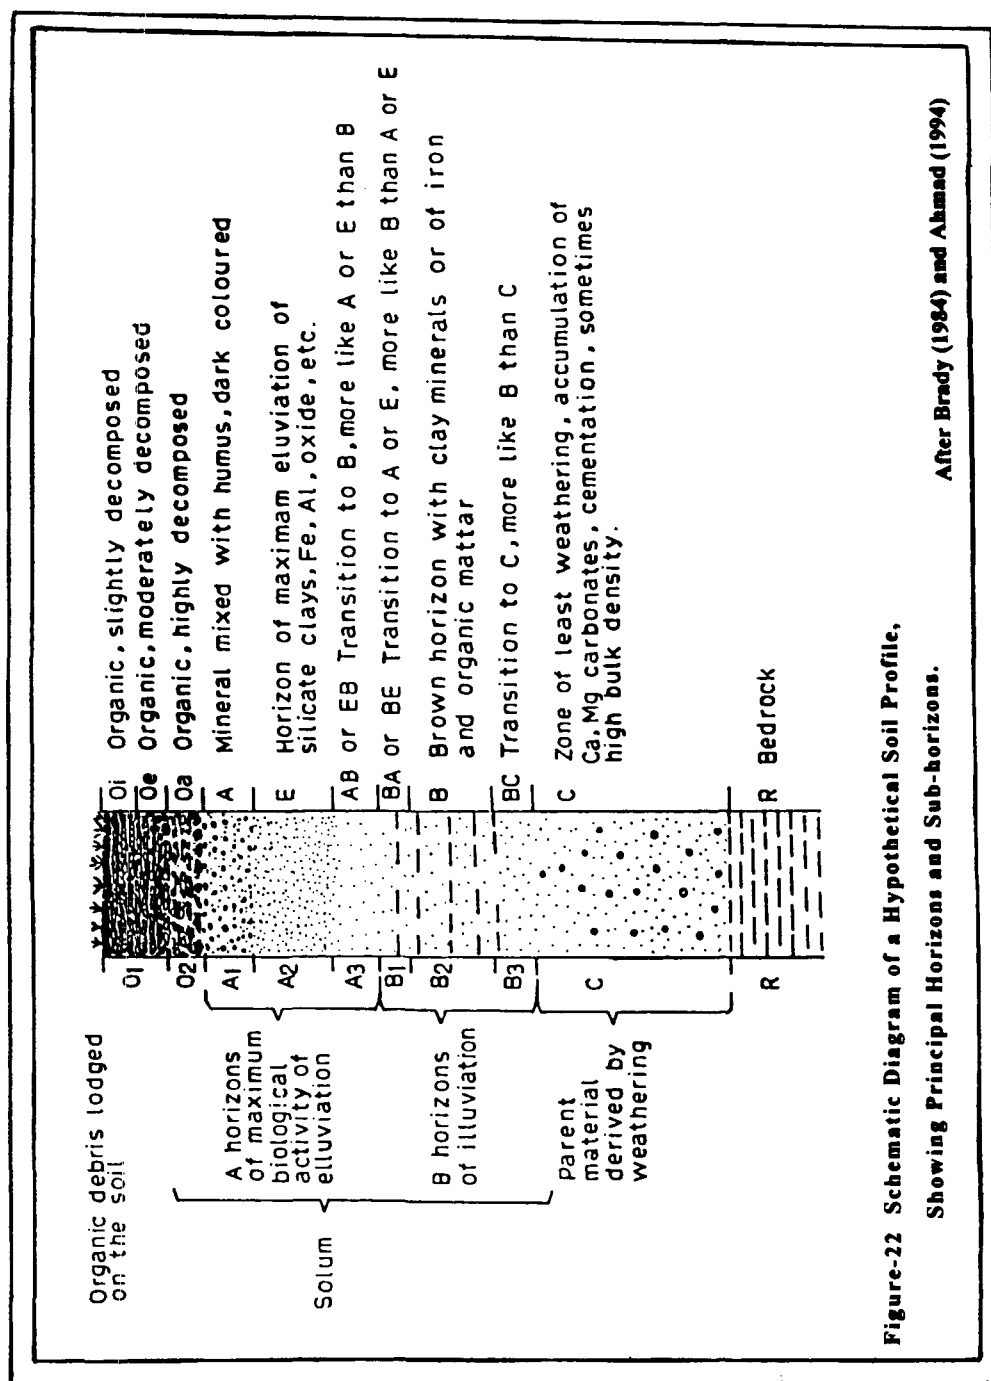 Organic debris lodged
on the soil
Solum
A horizons
of maximum
biological
activity of
elluviation
B horizons
of illuviation
Parent
material
derived by
weathering
O1
O2
A1
A2
A3
B1
B2
B3
C
R
Oi Organic, slightly decomposed
Oe Organic, moderately decomposed
Oa Organic, highly decomposed
A Mineral mixed with humus, dark coloured
E Horizon of maximam eluviation of
silicate clays, Fe, Al, oxide, etc.
AB or EB Transition to B, more like A or E than B
BA or BE Transition to A or E, more like B than A or E
B Brown horizon with clay minerals or of iron
and organic mattar
BC Transition to C, more like B than C
C Zone of least weathering, accumulation of
Ca, Mg carbonates, cementation, sometimes
high bulk density.
R Bedrock
After Brady (1984) and Ahmad (1994)
Figure-22 Schematic Diagram of a Hypothetical Soil Profile,
Showing Principal Horizons and Sub-horizons.